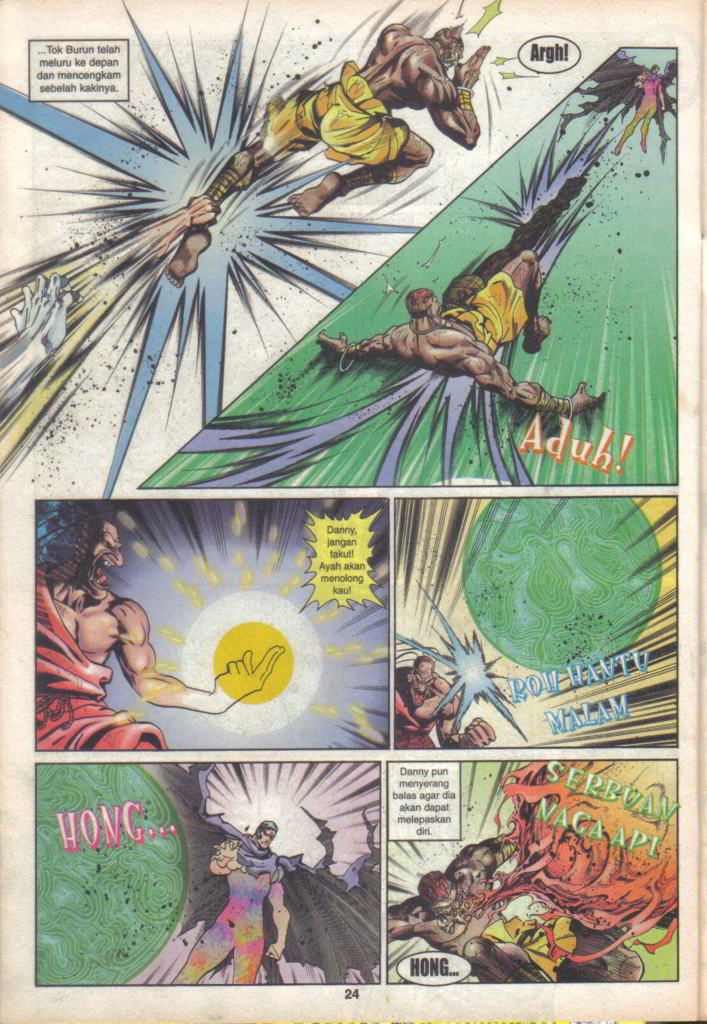 ...Tok Burun telah
meluru ke depan
dan mencengkam
sebelah kakinya.
Argh!
Aduh!
Danny,
jangan
takut!
Ayah akan
menolong
kau!
ROH HANTU
MALAM
HONG...
Danny pun
menyerang
balas agar dia
akan dapat
melepaskan
diri.
SERBUAN
NAGA API
HONG...
24